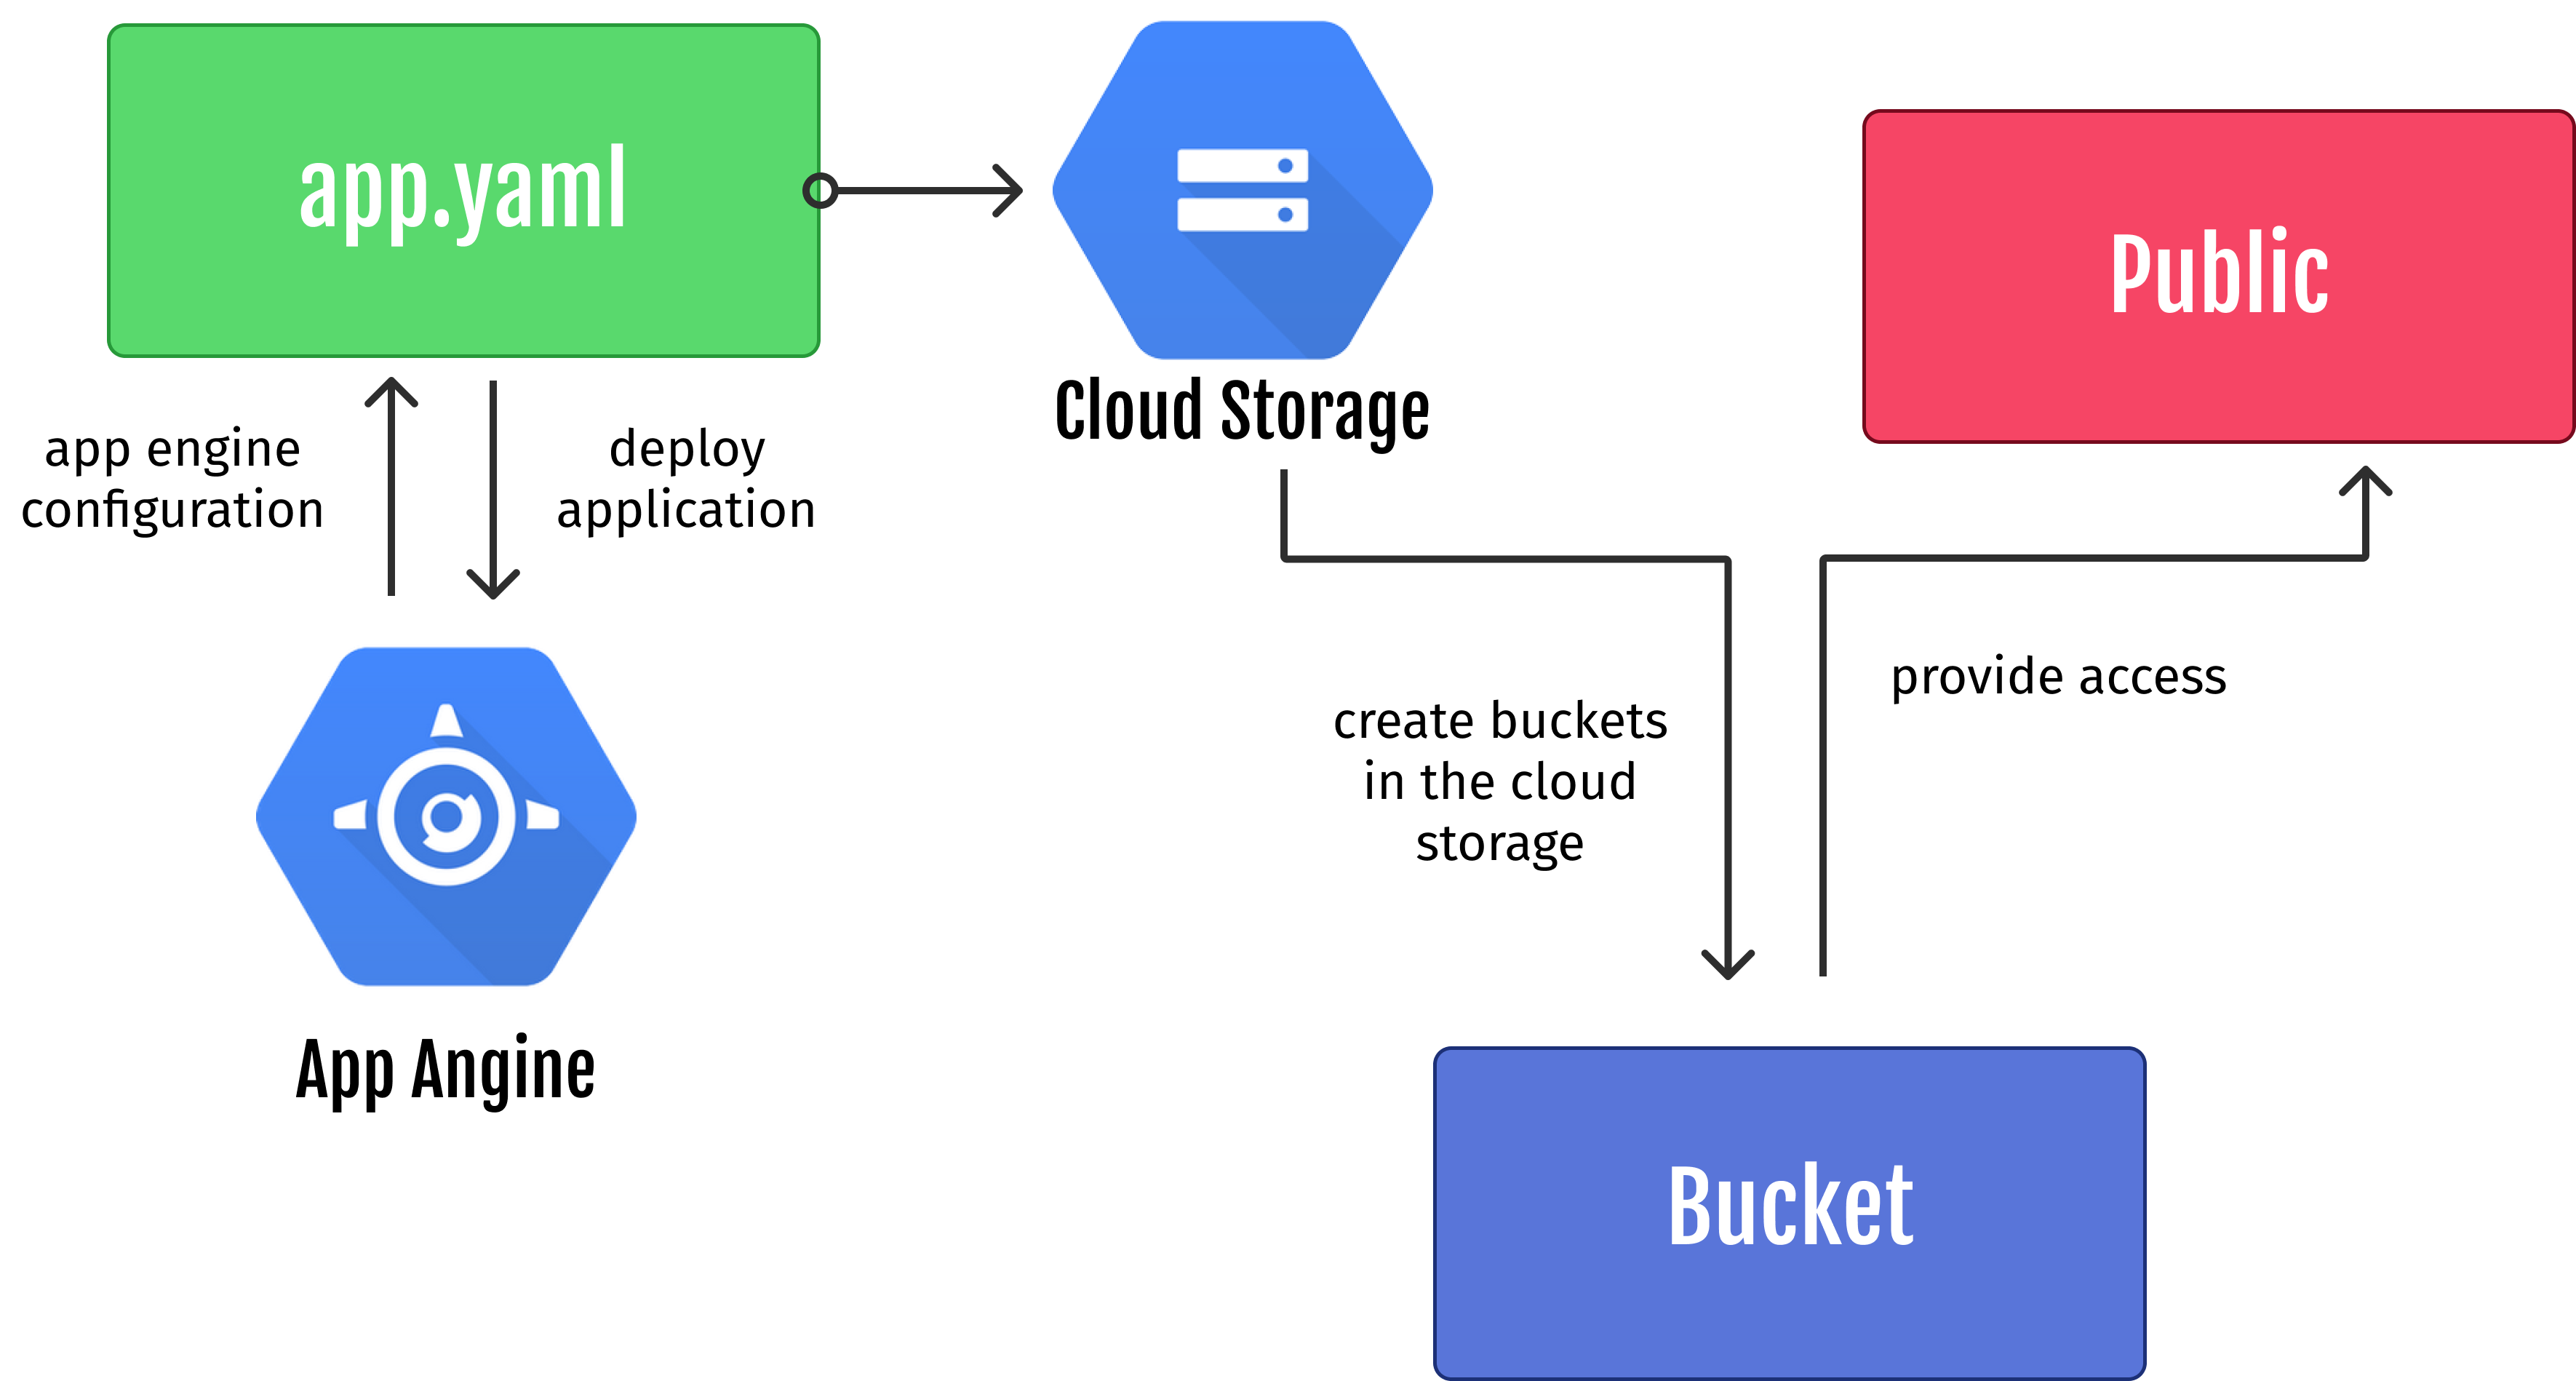 app.yaml
Cloud Storage
Public
app engine
configuration
deploy
application
App Angine
create buckets
in the cloud
storage
provide access
Bucket